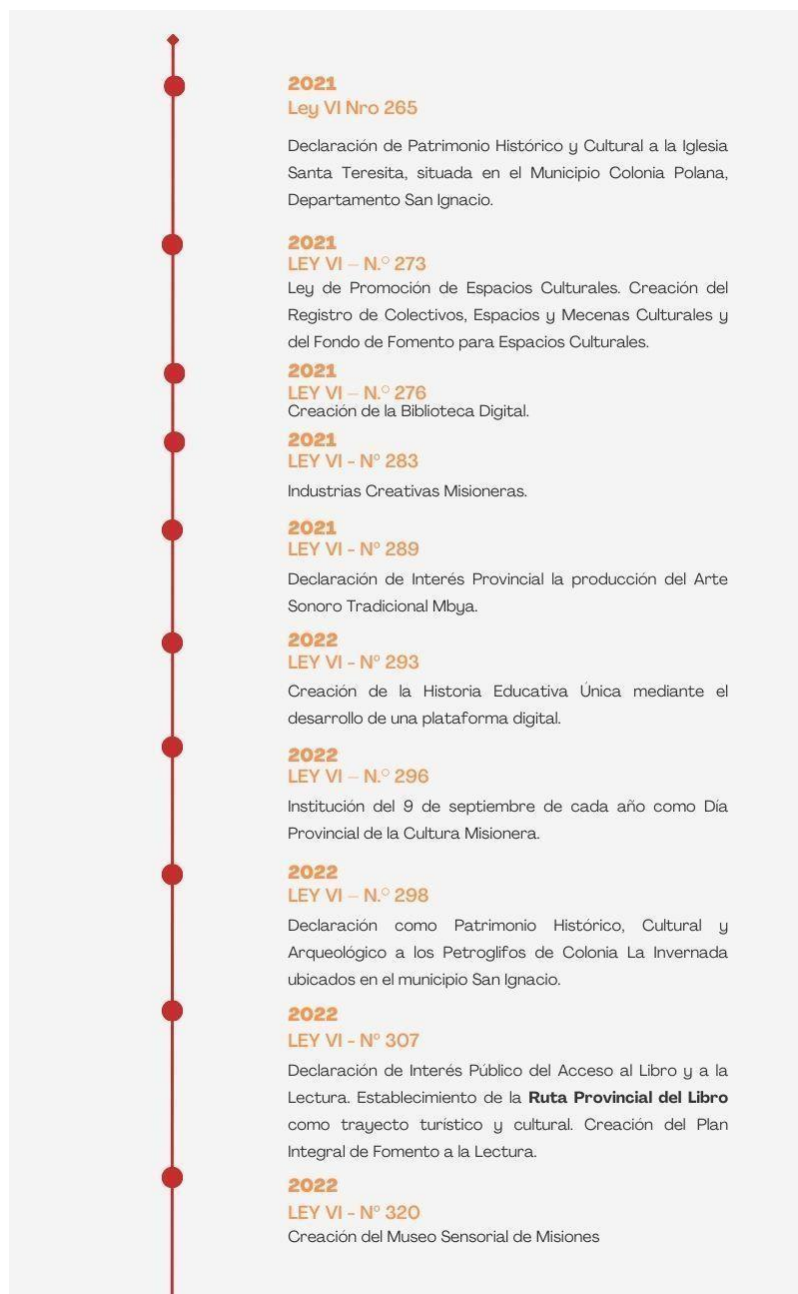 2021
Ley VI Nro 265
Declaración de Patrimonio Histórico y Cultural a la Iglesia
Santa Teresita, situada en el Municipio Colonia Polana,
Departamento San Ignacio.
2021
LEY VI – N.° 273
Ley de Promoción de Espacios Culturales. Creación del
Registro de Colectivos, Espacios y Mecenas Culturales y
del Fondo de Fomento para Espacios Culturales.
2021
LEY VI – N.° 276
Creación de la Biblioteca Digital.
2021
LEY VI - Nº 283
Industrias Creativas Misioneras.
2021
LEY VI - Nº 289
Declaración de Interés Provincial la producción del Arte
Sonoro Tradicional Mbya.
2022
LEY VI - Nº 293
Creación de la Historia Educativa Única mediante el
desarrollo de una plataforma digital.
2022
LEY VI – N.° 296
Institución del 9 de septiembre de cada año como Día
Provincial de la Cultura Misionera.
2022
LEY VI – N.° 298
Declaración como Patrimonio Histórico, Cultural y
Arqueológico a los Petroglifos de Colonia La Invernada
ubicados en el municipio San Ignacio.
2022
LEY VI - Nº 307
Declaración de Interés Público del Acceso al Libro y a la
Lectura. Establecimiento de la Ruta Provincial del Libro
como trayecto turístico y cultural. Creación del Plan
Integral de Fomento a la Lectura.
2022
LEY VI - Nº 320
Creación del Museo Sensorial de Misiones